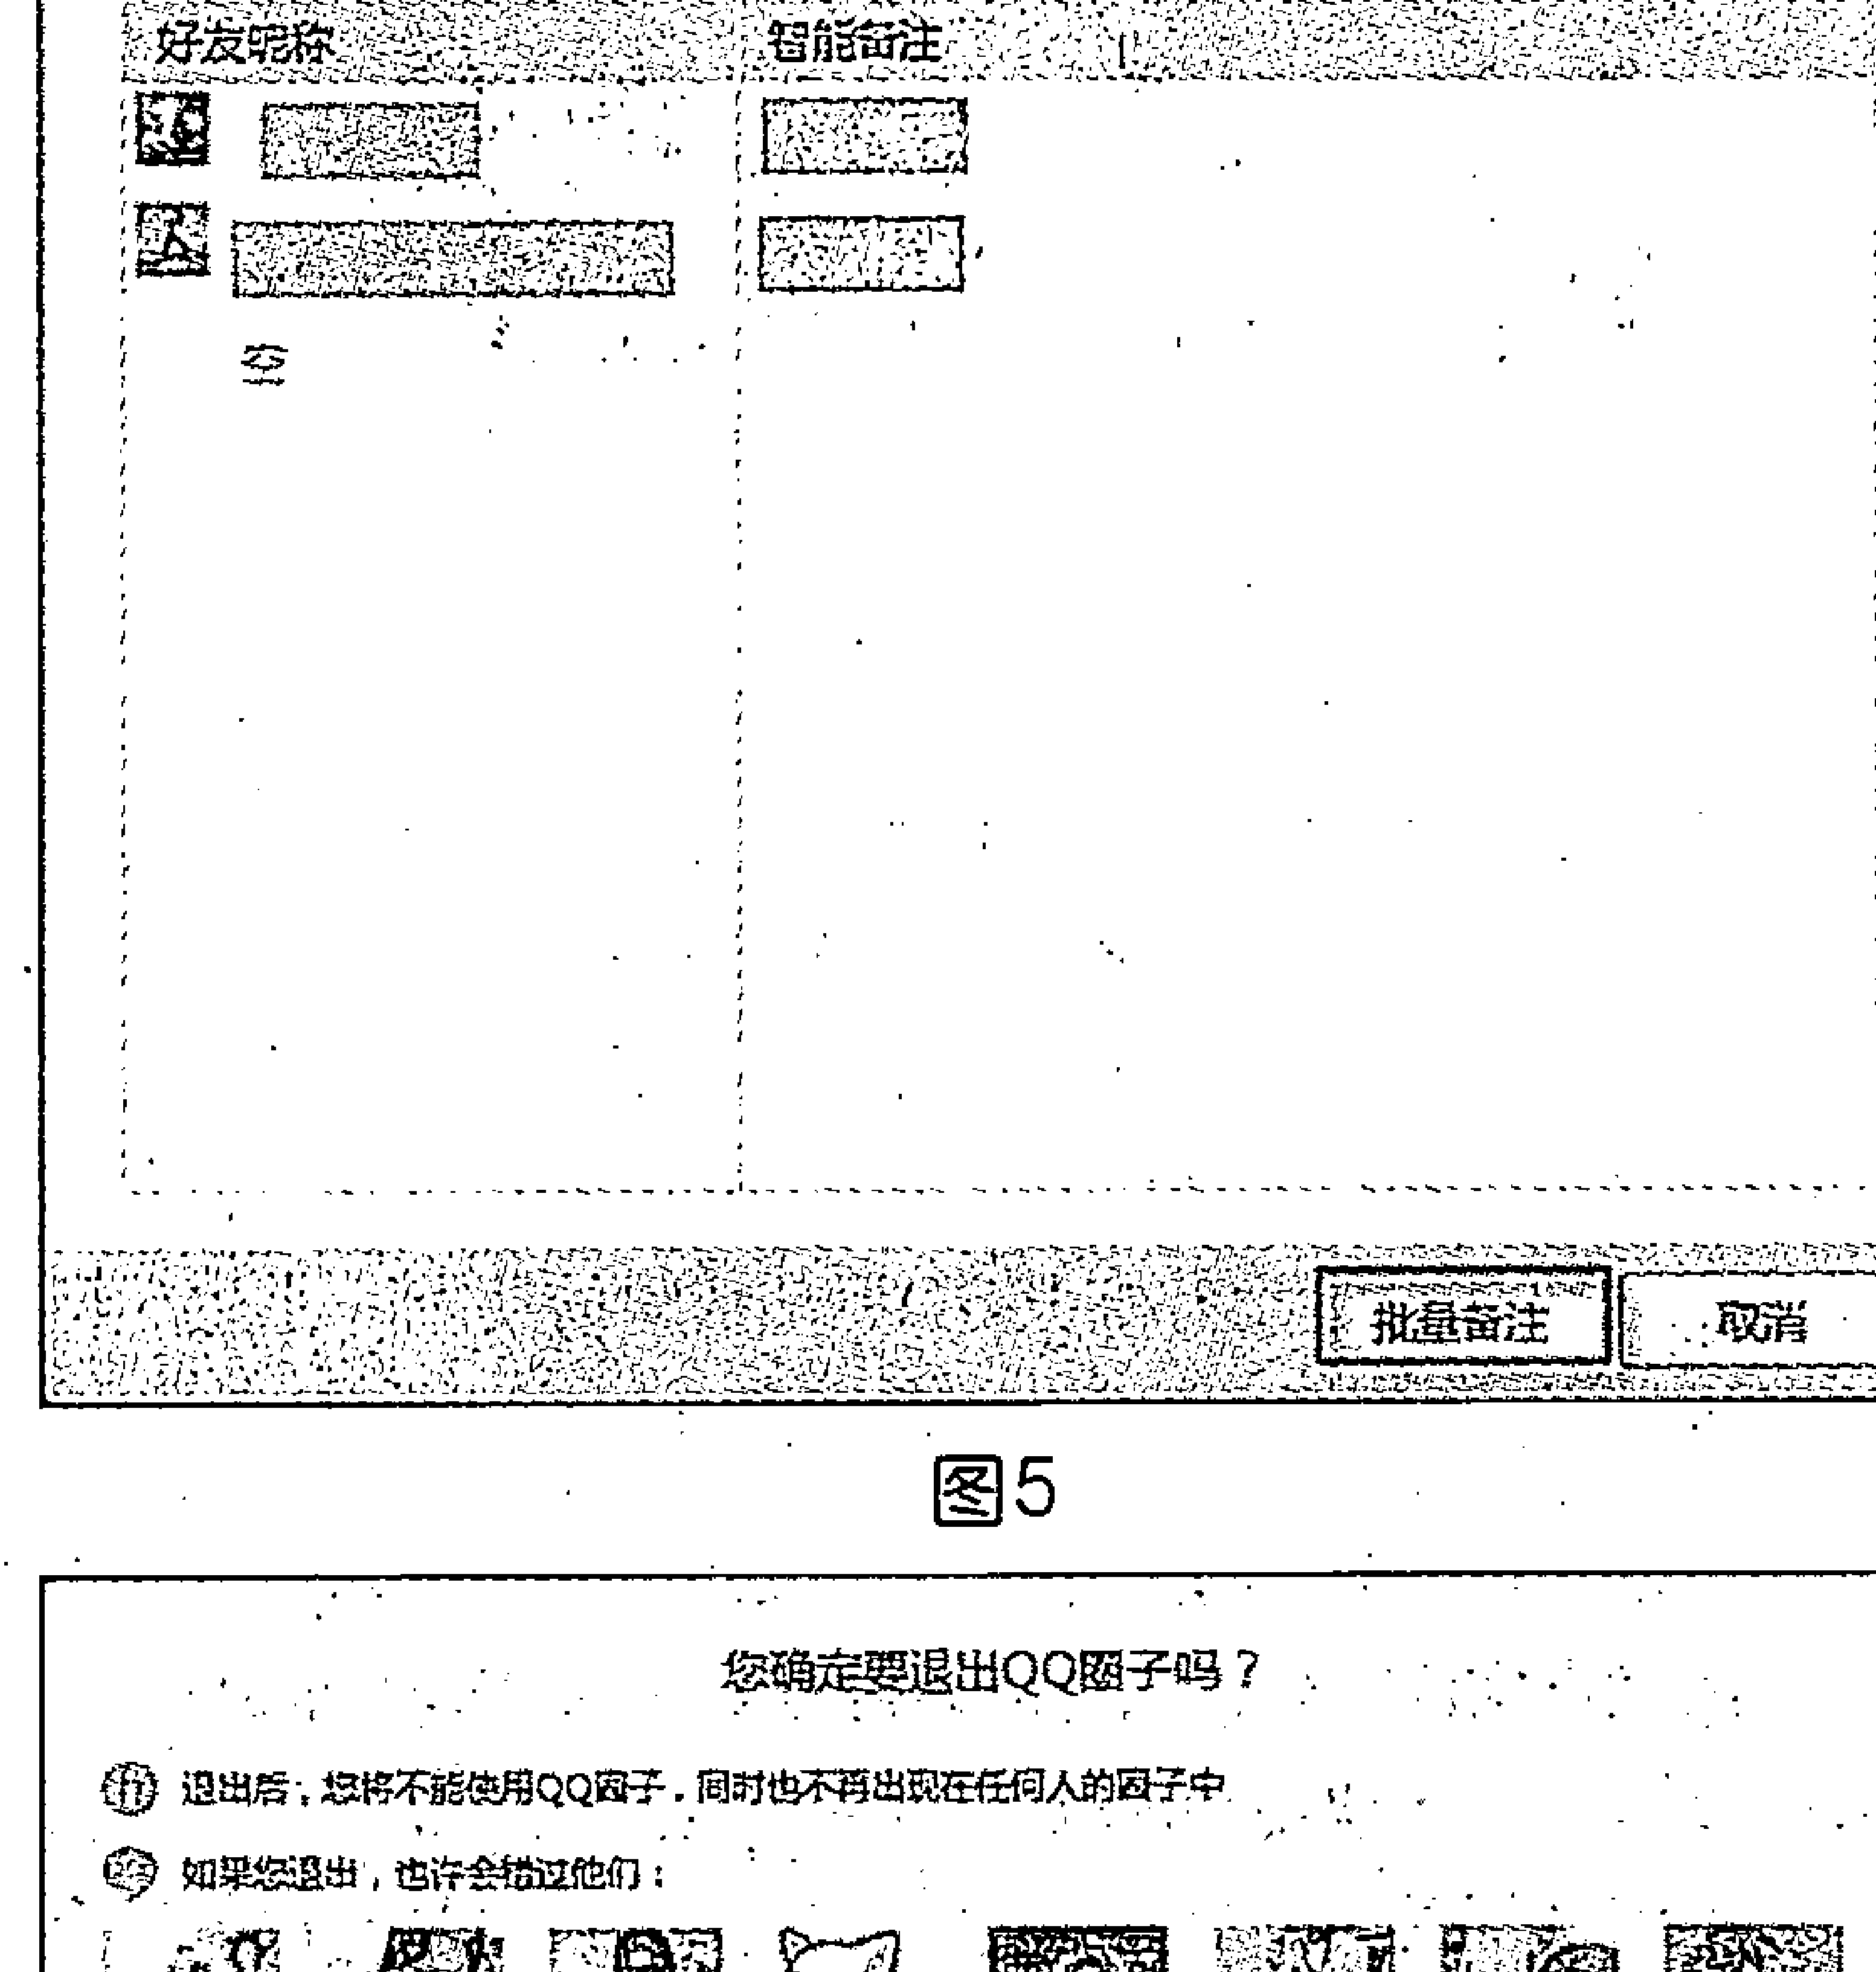 好友昵称 智能备注
批量备注 取消
图5
您确定要退出QQ圈子吗？
退出后，您将不能使用QQ圈子，同时也不再出现在任何人的圈子中
如果您退出，也许会错过他们：